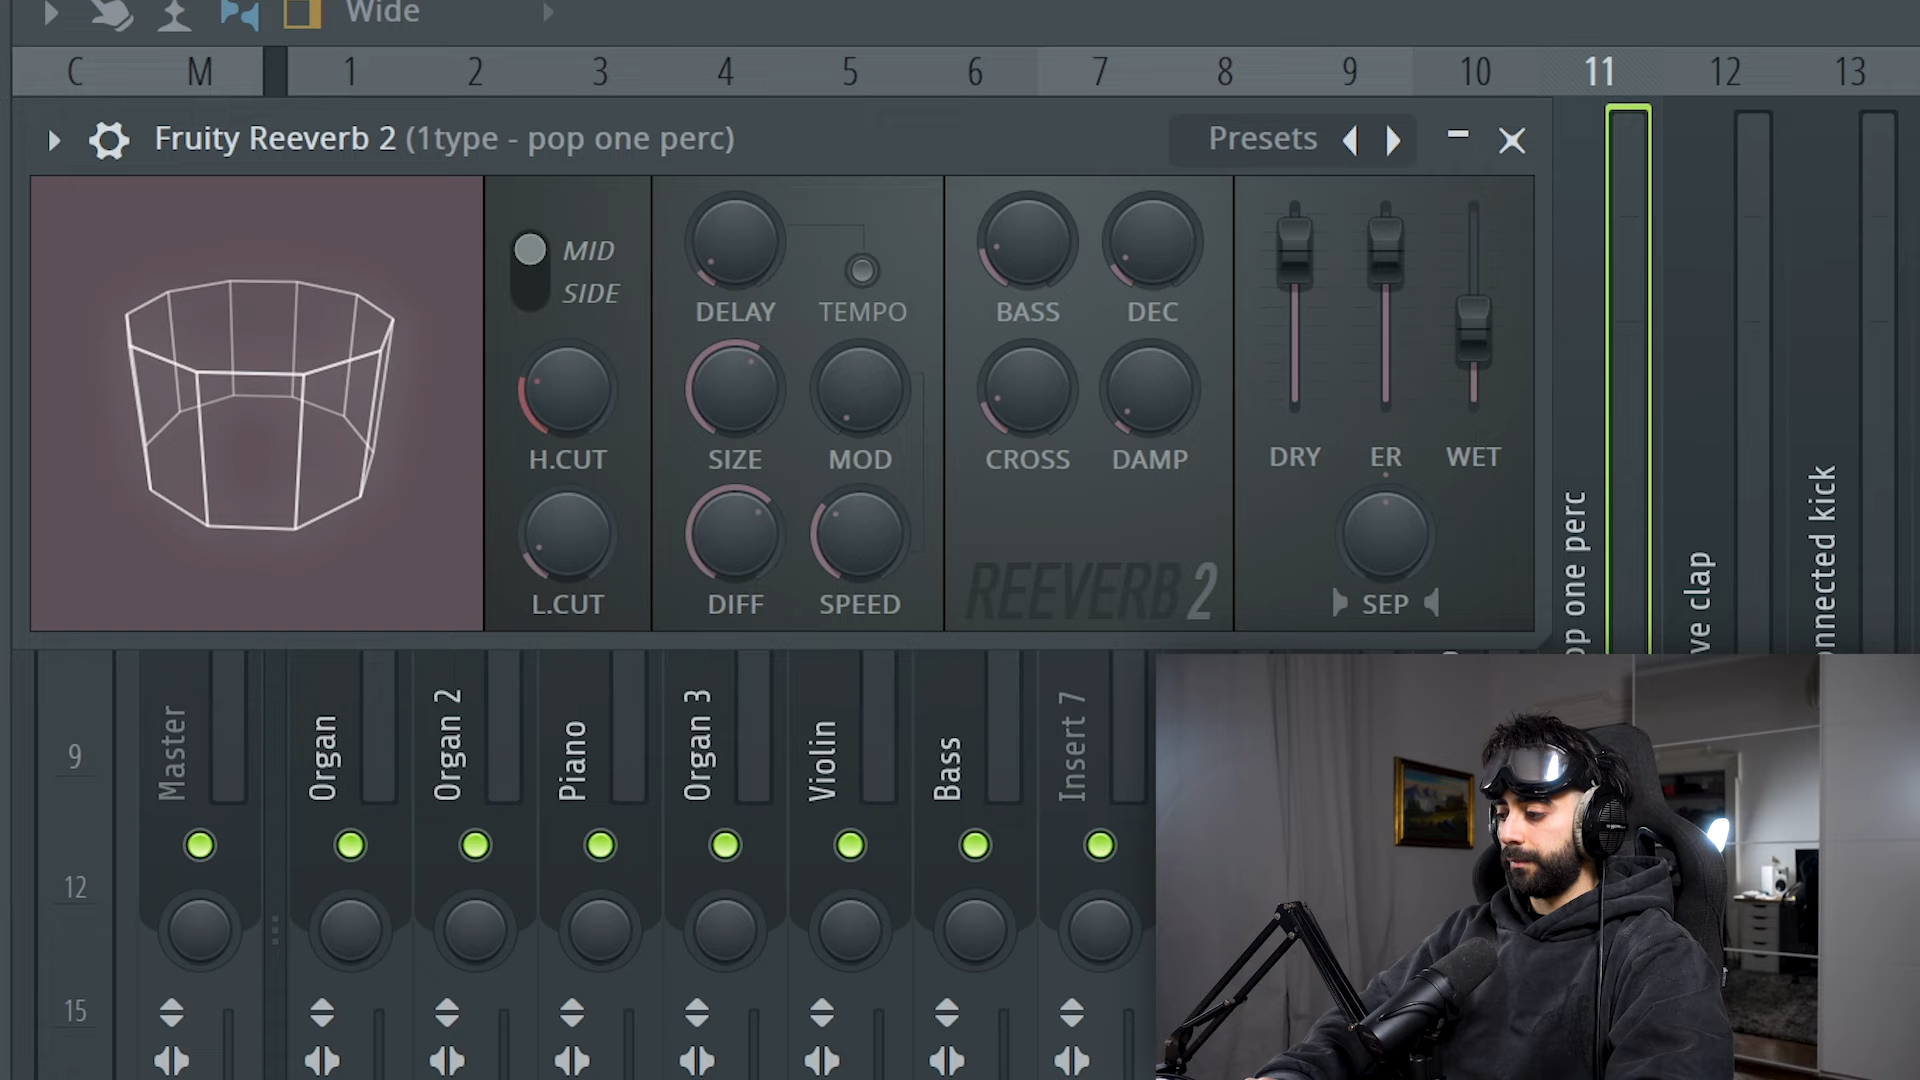 Wide
C M 1 2 3 4 5 6 7 8 9 10 11 12 13
Fruity Reeverb 2 (1type - pop one perc)
Presets
MID
SIDE
DELAY TEMPO BASS DEC
H.CUT SIZE MOD CROSS DAMP DRY ER WET
L.CUT DIFF SPEED REEVERB 2 SEP
9
12
15
Master
Organ
Organ 2
Piano
Organ 3
Violin
Bass
Insert 7
one perc
clap
kick